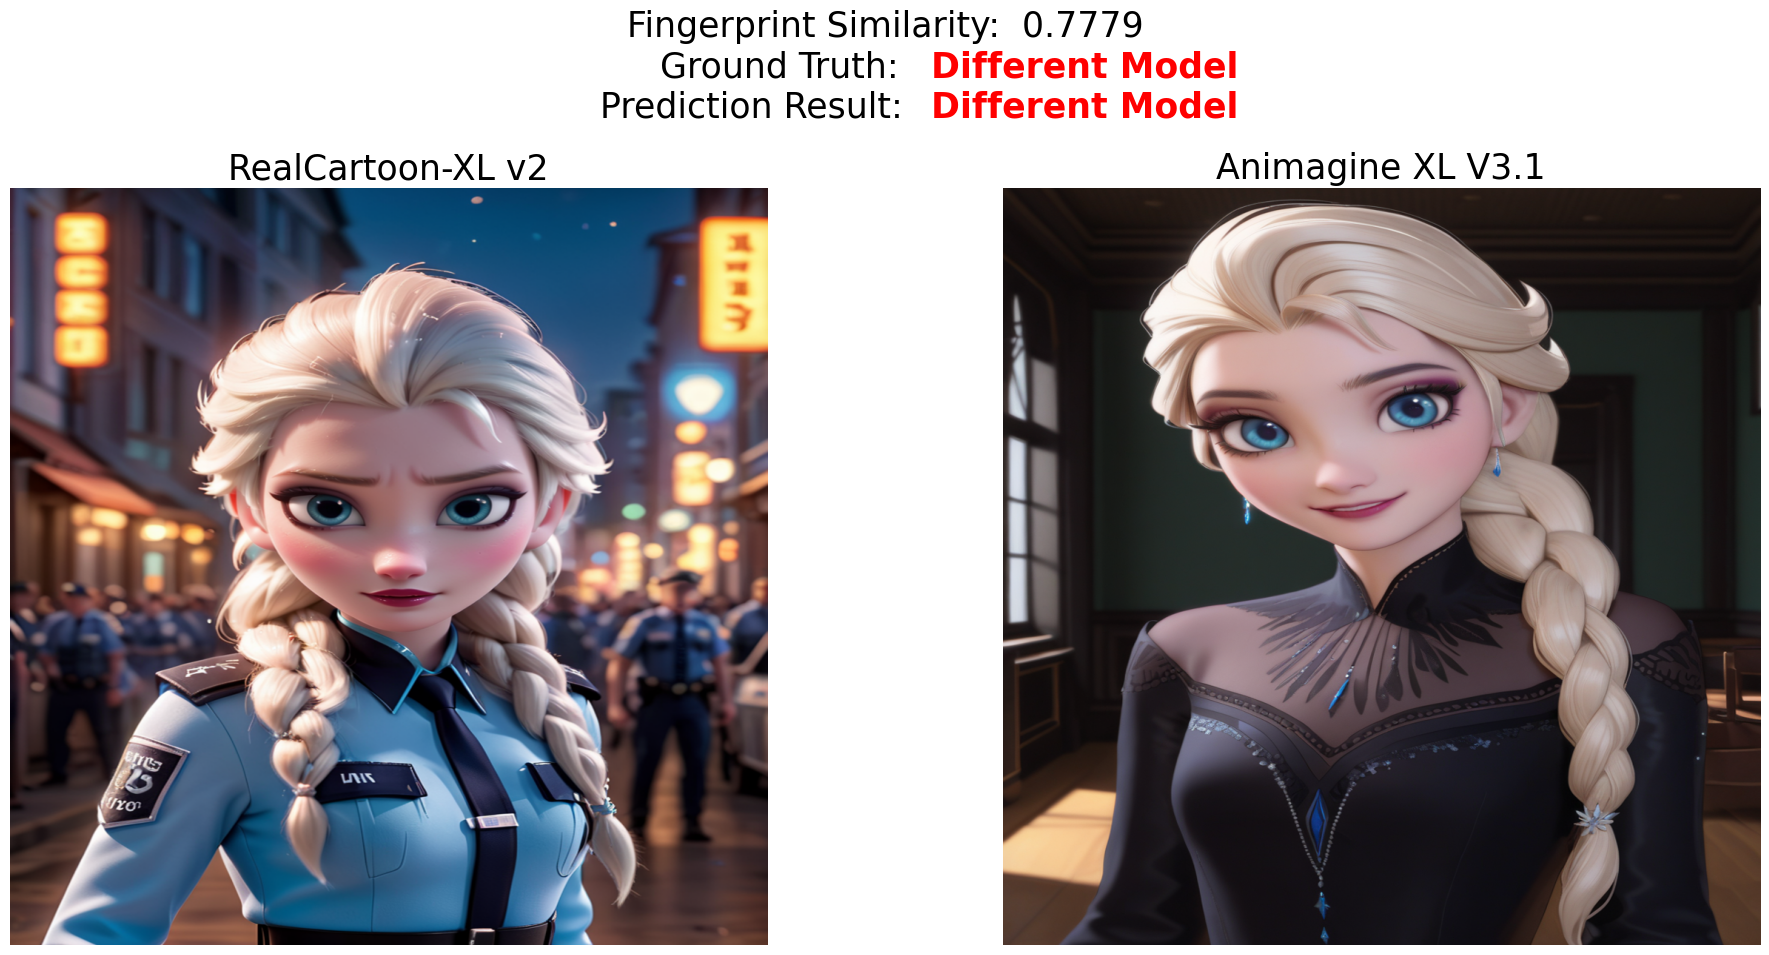 Fingerprint Similarity: 0.7779
Ground Truth: Different Model
Prediction Result: Different Model
RealCartoon-XL v2
Animagine XL V3.1